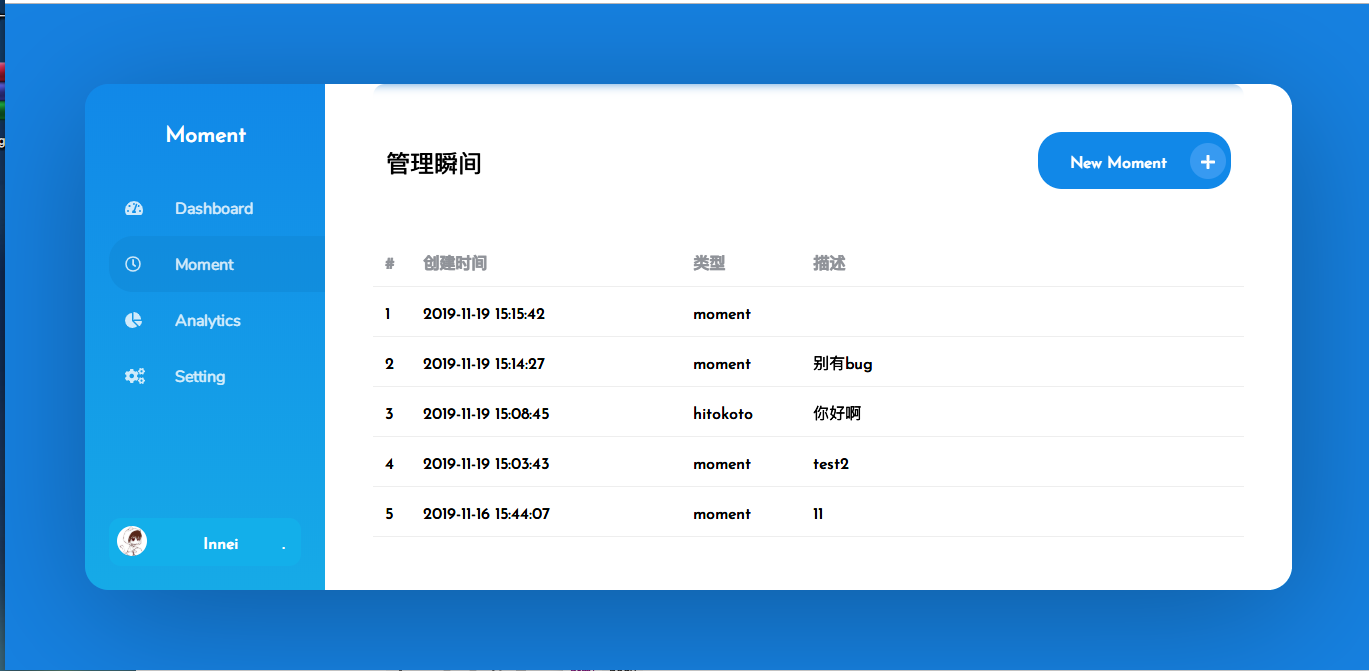 Moment
Dashboard
Moment
Analytics
Setting
Innei .
管理瞬间
New Moment +
# 创建时间 类型 描述
1 2019-11-19 15:15:42 moment
2 2019-11-19 15:14:27 moment 别有bug
3 2019-11-19 15:08:45 hitokoto 你好啊
4 2019-11-19 15:03:43 moment test2
5 2019-11-16 15:44:07 moment 11